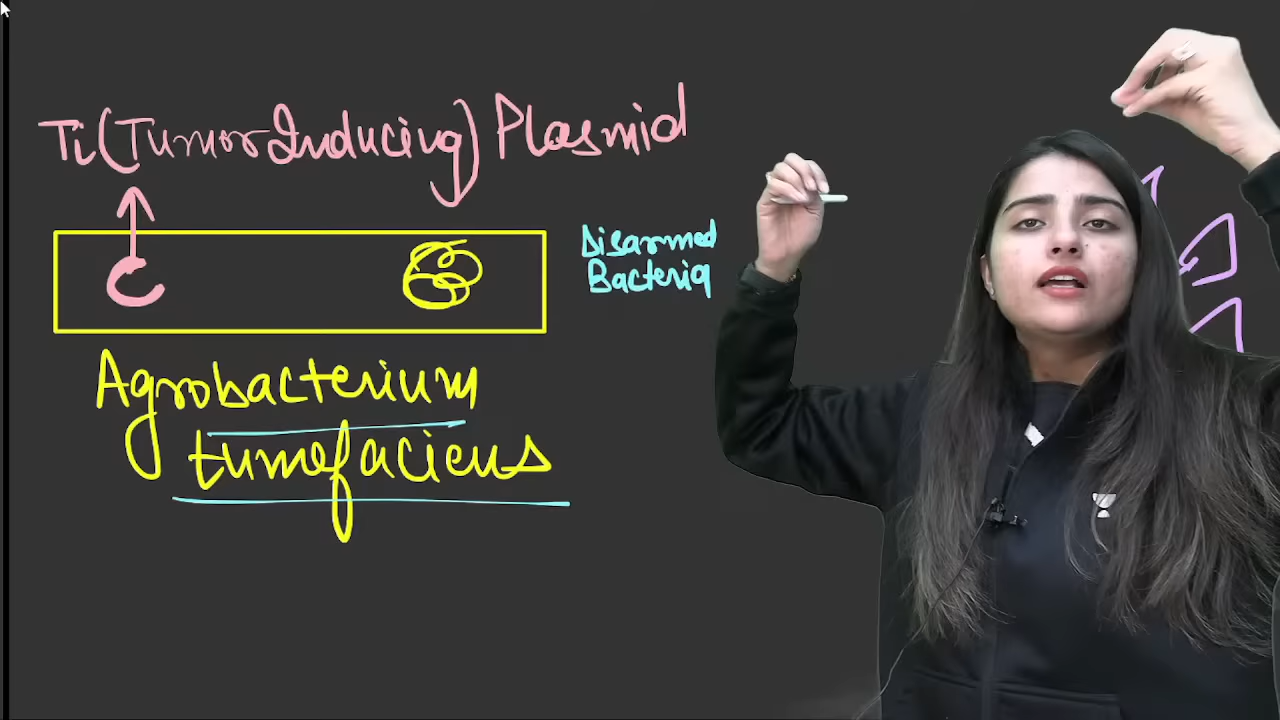 Ti(Tumor Inducing) Plasmid
Disarmed
Bacteria
Agrobacterium
tumefaciens